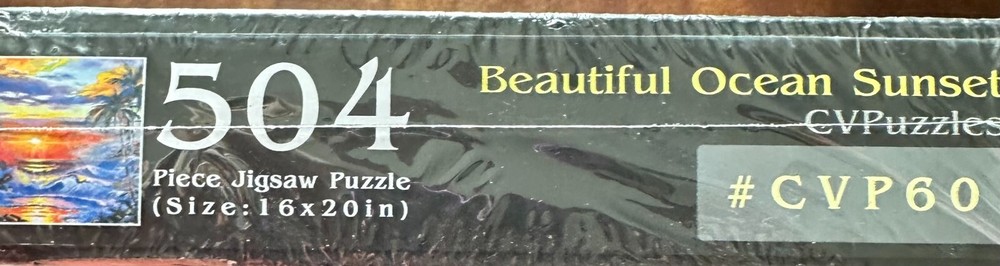 504
Piece Jigsaw Puzzle
(Size:16x20in)
Beautiful Ocean Sunset
CVPuzzles
#CVP60